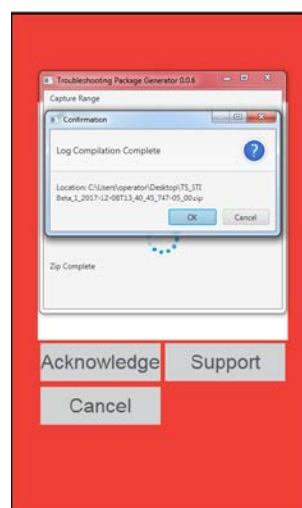 Troubleshooting Package Generator 0.0.6
Capture Range
Confirmation
Log Compilation Complete
?
Location: C:\Users\operator\Desktop\TS_STI
Beta_1_2017-12-08T13_40_45_747-05_00.zip
OK Cancel
Zip Complete
Acknowledge Support
Cancel